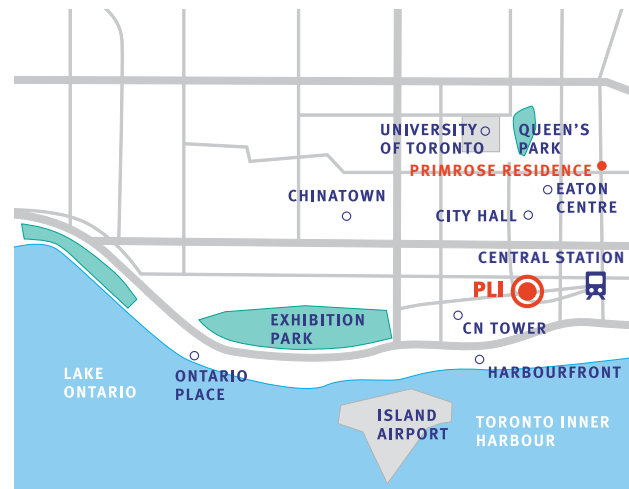 UNIVERSITY
OF TORONTO
QUEEN'S
PARK
PRIMROSE RESIDENCE
CHINATOWN
EATON
CENTRE
CITY HALL
CENTRAL STATION
PLI
EXHIBITION
PARK
CN TOWER
LAKE
ONTARIO
ONTARIO
PLACE
HARBOURFRONT
ISLAND
AIRPORT
TORONTO INNER
HARBOUR